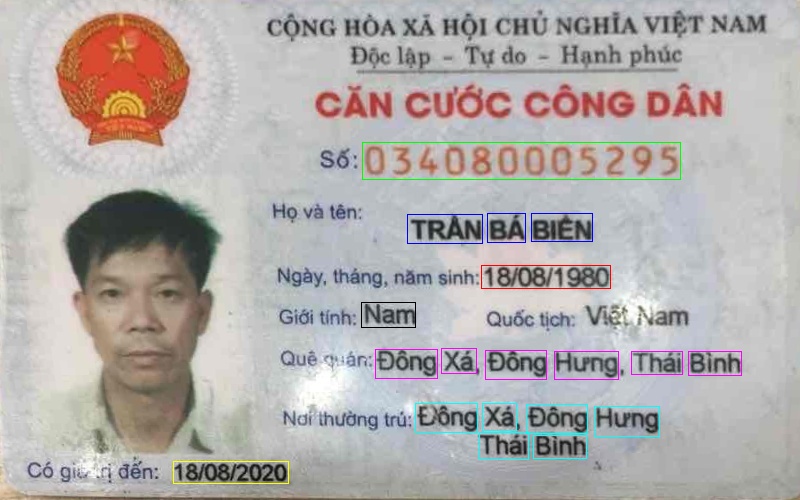 CỘNG HÒA XÃ HỘI CHỦ NGHĨA VIỆT NAM
Độc lập – Tự do – Hạnh phúc
CĂN CƯỚC CÔNG DÂN
Số: 034080005295
Họ và tên:
TRẦN BÁ BIÊN
Ngày, tháng, năm sinh: 18/08/1980
Giới tính: Nam Quốc tịch: Việt Nam
Quê quán: Đông Xá, Đông Hưng, Thái Bình
Nơi thường trú: Đông Xá, Đông Hưng
Thái Bình
Có giá trị đến: 18/08/2020